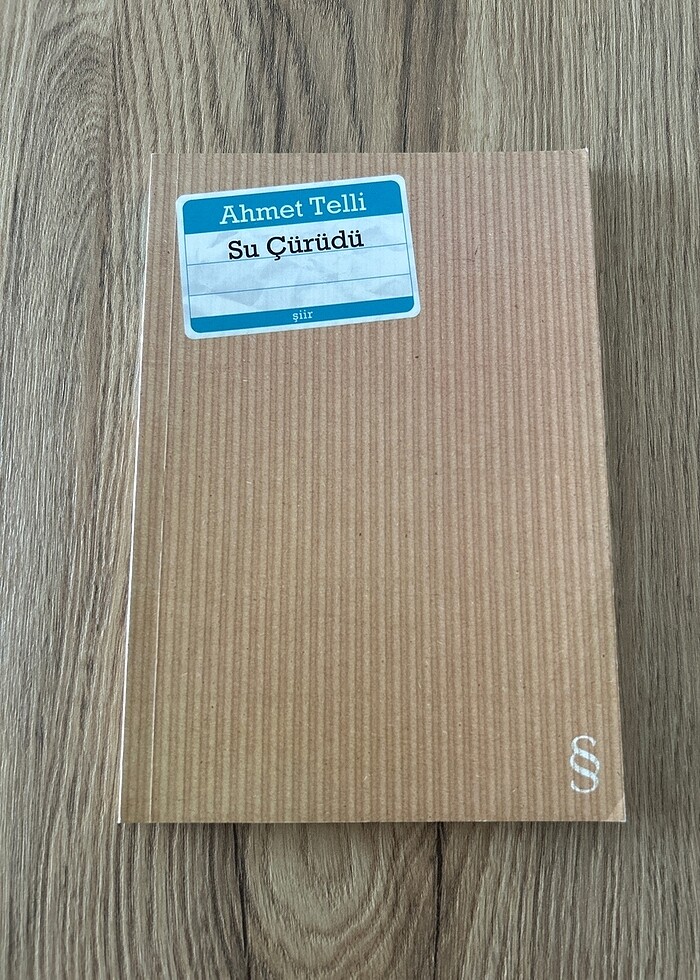 Ahmet Telli
Su Çürüdü
şiir